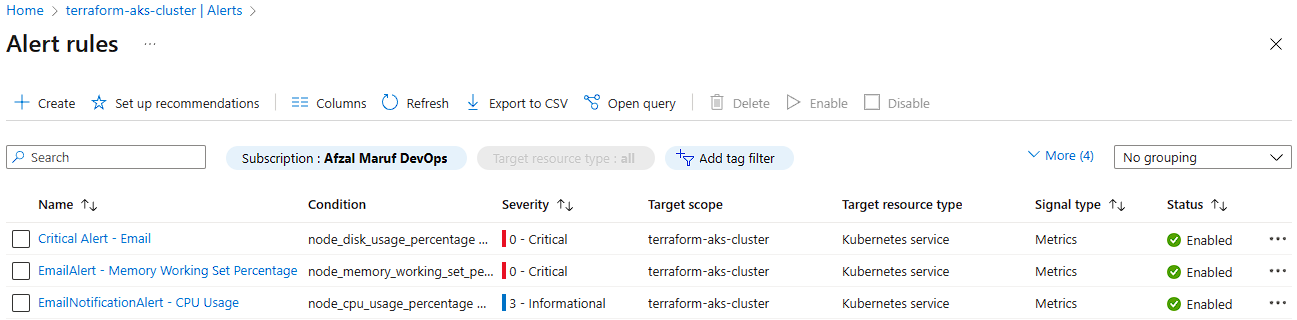 Home > terraform-aks-cluster | Alerts >
Alert rules ...
Create Set up recommendations Columns Refresh Export to CSV Open query Delete Enable Disable
Search Subscription : Afzal Maruf DevOps Target resource type : all Add tag filter More (4) No grouping
Name Condition Severity Target scope Target resource type Signal type Status
Critical Alert - Email node_disk_usage_percentage ... 0 - Critical terraform-aks-cluster Kubernetes service Metrics Enabled
EmailAlert - Memory Working Set Percentage node_memory_working_set_pe... 0 - Critical terraform-aks-cluster Kubernetes service Metrics Enabled
EmailNotificationAlert - CPU Usage node_cpu_usage_percentage ... 3 - Informational terraform-aks-cluster Kubernetes service Metrics Enabled